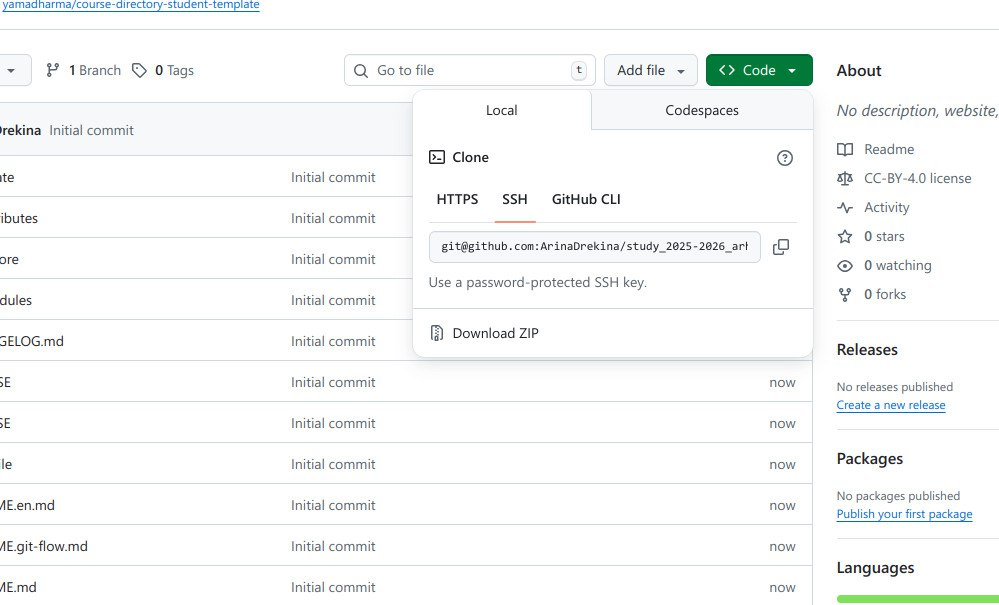 yamadharma/course-directory-student-template
1 Branch 0 Tags
Go to file t
Add file
Code
About
Local Codespaces
No description, website,
Drekina Initial commit
Clone
Readme
HTTPS SSH GitHub CLI
CC-BY-4.0 license
ate Initial commit
Activity
ributes Initial commit
git@github.com:ArinaDrekina/study_2025-2026_arh
0 stars
ore Initial commit
0 watching
Use a password-protected SSH key.
dules Initial commit
0 forks
Download ZIP
GELOG.md Initial commit
Releases
SE Initial commit now
No releases published
Create a new release
SE Initial commit now
ile Initial commit now
Packages
No packages published
ME.en.md Initial commit now
Publish your first package
ME.git-flow.md Initial commit now
Languages
ME.md Initial commit now